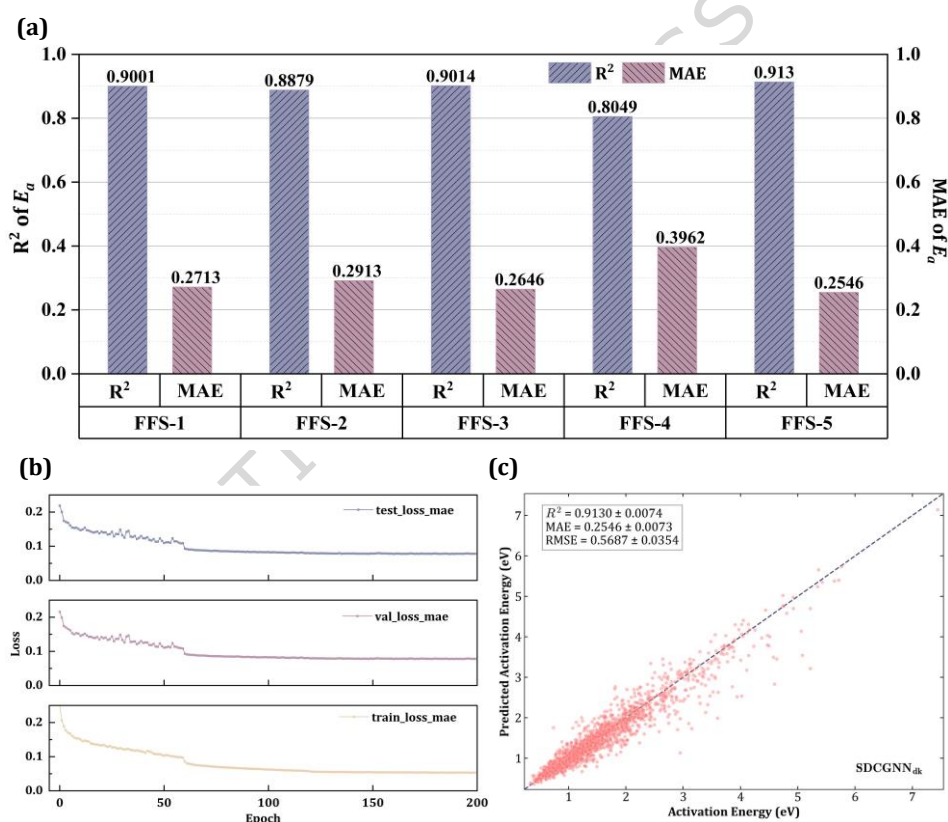 (a)
1.0
0.8
0.6
0.4
0.2
0.0
R² of Eₐ
R² MAE
1.0
0.8
0.6
0.4
0.2
0.0
MAE of Eₐ
0.9001
0.2713
0.8879
0.2913
0.9014
0.2646
0.8049
0.3962
0.913
0.2546
R² MAE R² MAE R² MAE R² MAE R² MAE
FFS-1 FFS-2 FFS-3 FFS-4 FFS-5
(b)
Loss
0.2
0.1
0.0
test_loss_mae
0.2
0.1
0.0
val_loss_mae
0.2
0.1
0.0
train_loss_mae
0 50 100 150 200
Epoch
(c)
Predicted Activation Energy (eV)
7
6
5
4
3
2
1
R² = 0.9130 ± 0.0074
MAE = 0.2546 ± 0.0073
RMSE = 0.5687 ± 0.0354
SDCGNN_dk
1 2 3 4 5 6 7
Activation Energy (eV)